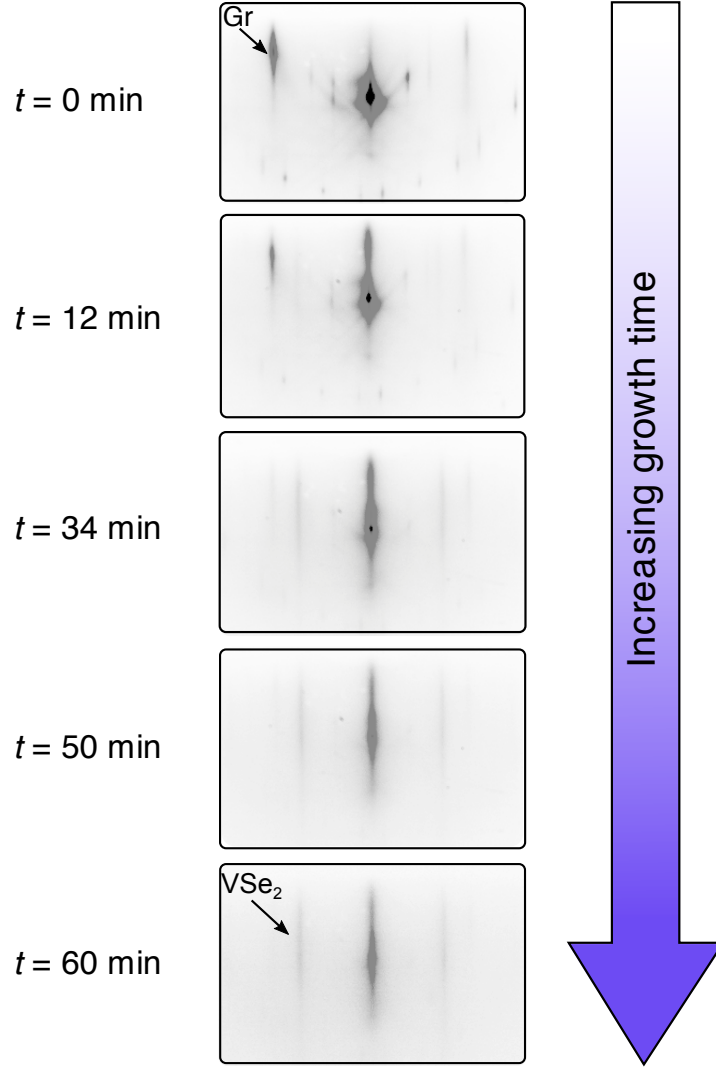 Gr
t = 0 min
t = 12 min
t = 34 min
t = 50 min
VSe₂
t = 60 min
Increasing growth time